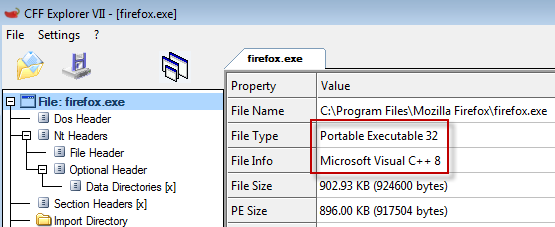 CFF Explorer VII - [firefox.exe]
File Settings ?
firefox.exe
File: firefox.exe
Dos Header
Nt Headers
File Header
Optional Header
Data Directories [x]
Section Headers [x]
Import Directory
Property Value
File Name C:\Program Files\Mozilla Firefox\firefox.exe
File Type Portable Executable 32
File Info Microsoft Visual C++ 8
File Size 902.93 KB (924600 bytes)
PE Size 896.00 KB (917504 bytes)